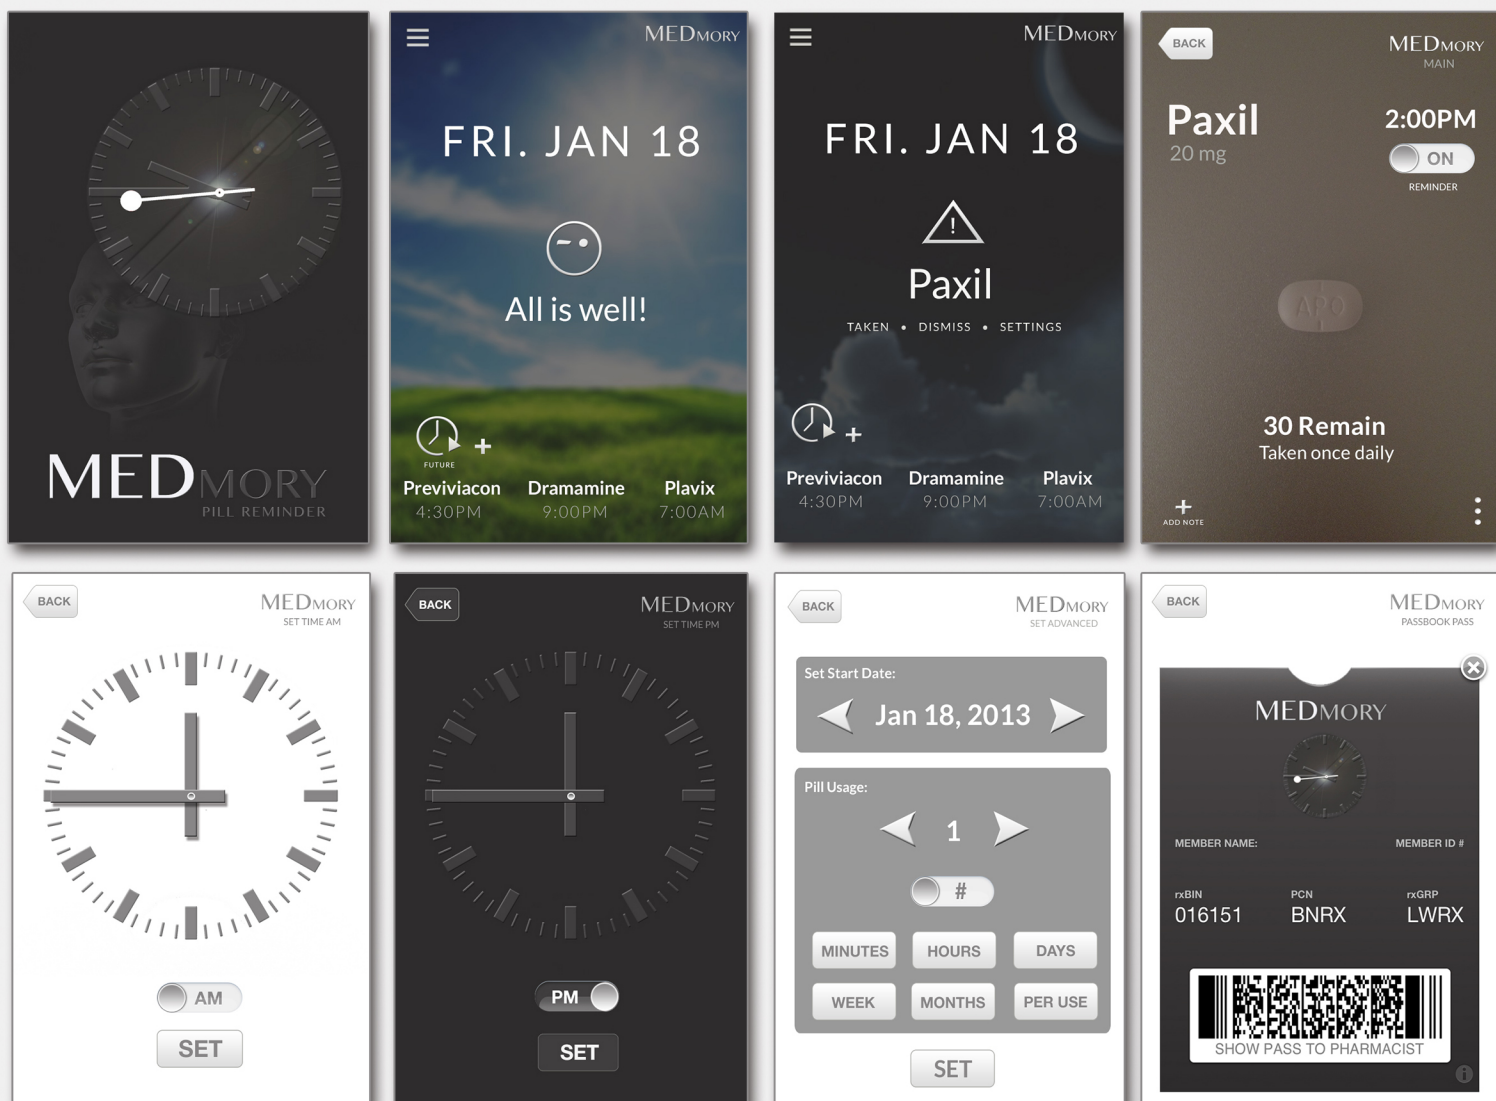 MEDMORY
PILL REMINDER
MEDMORY
FRI. JAN 18
All is well!
FUTURE
Previviacon Dramamine Plavix
4:30PM 9:00PM 7:00AM
MEDMORY
FRI. JAN 18
!
Paxil
TAKEN • DISMISS • SETTINGS
Previviacon Dramamine Plavix
4:30PM 9:00PM 7:00AM
BACK
MEDMORY
MAIN
Paxil
20 mg
2:00PM
ON
REMINDER
APO
30 Remain
Taken once daily
ADD NOTE
BACK
MEDMORY
SET TIME AM
AM
SET
BACK
MEDMORY
SET TIME PM
PM
SET
BACK
MEDMORY
SET ADVANCED
Set Start Date:
Jan 18, 2013
Pill Usage:
1
#
MINUTES HOURS DAYS
WEEK MONTHS PER USE
SET
BACK
MEDMORY
PASSBOOK PASS
MEDMORY
MEMBER NAME: MEMBER ID #
rxBIN PCN rxGRP
016151 BNRX LWRX
SHOW PASS TO PHARMACIST